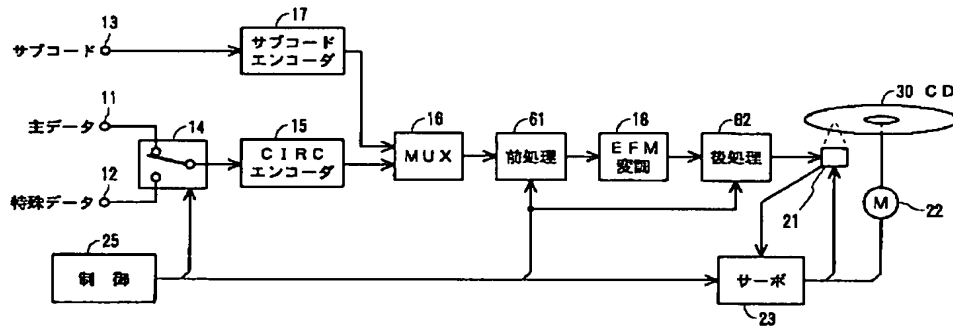 13
サブコード
17
サブコード
エンコーダ
11
主データ
14
15
CIRC
エンコーダ
12
特殊データ
16
MUX
61
前処理
18
EFM
変調
62
後処理
30 CD
21
M
22
25
制御
サーボ
23